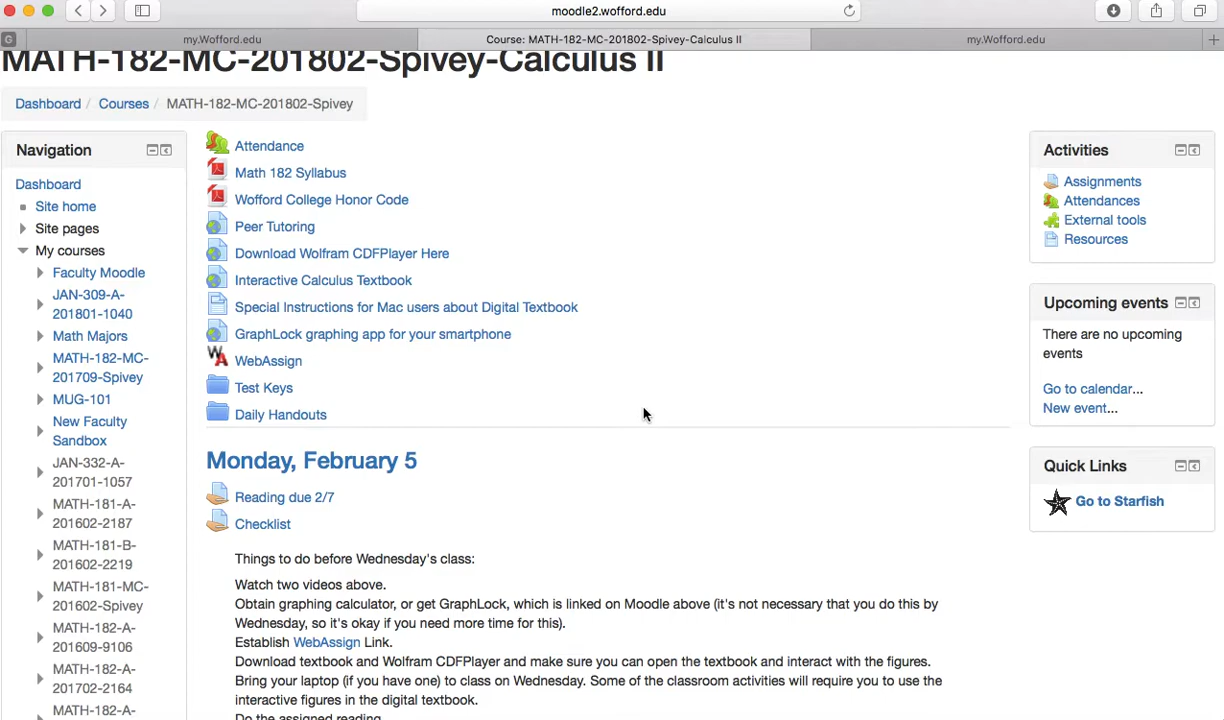 moodle2.wofford.edu
G
my.Wofford.edu
Course: MATH-182-MC-201802-Spivey-Calculus II
my.Wofford.edu
MATH-182-MC-201802-Spivey-Calculus II
Dashboard / Courses / MATH-182-MC-201802-Spivey
Navigation
Dashboard
Site home
Site pages
My courses
Faculty Moodle
JAN-309-A-
201801-1040
Math Majors
MATH-182-MC-
201709-Spivey
MUG-101
New Faculty
Sandbox
JAN-332-A-
201701-1057
MATH-181-A-
201602-2187
MATH-181-B-
201602-2219
MATH-181-MC-
201602-Spivey
MATH-182-A-
201609-9106
MATH-182-A-
201702-2164
MATH-182-A-
Attendance
Math 182 Syllabus
Wofford College Honor Code
Peer Tutoring
Download Wolfram CDFPlayer Here
Interactive Calculus Textbook
Special Instructions for Mac users about Digital Textbook
GraphLock graphing app for your smartphone
WA WebAssign
Test Keys
Daily Handouts
Monday, February 5
Reading due 2/7
Checklist
Things to do before Wednesday's class:
Watch two videos above.
Obtain graphing calculator, or get GraphLock, which is linked on Moodle above (it's not necessary that you do this by
Wednesday, so it's okay if you need more time for this).
Establish WebAssign Link.
Download textbook and Wolfram CDFPlayer and make sure you can open the textbook and interact with the figures.
Bring your laptop (if you have one) to class on Wednesday. Some of the classroom activities will require you to use the
interactive figures in the digital textbook.
Do the assigned reading.
Activities
Assignments
Attendances
External tools
Resources
Upcoming events
There are no upcoming
events
Go to calendar...
New event...
Quick Links
Go to Starfish